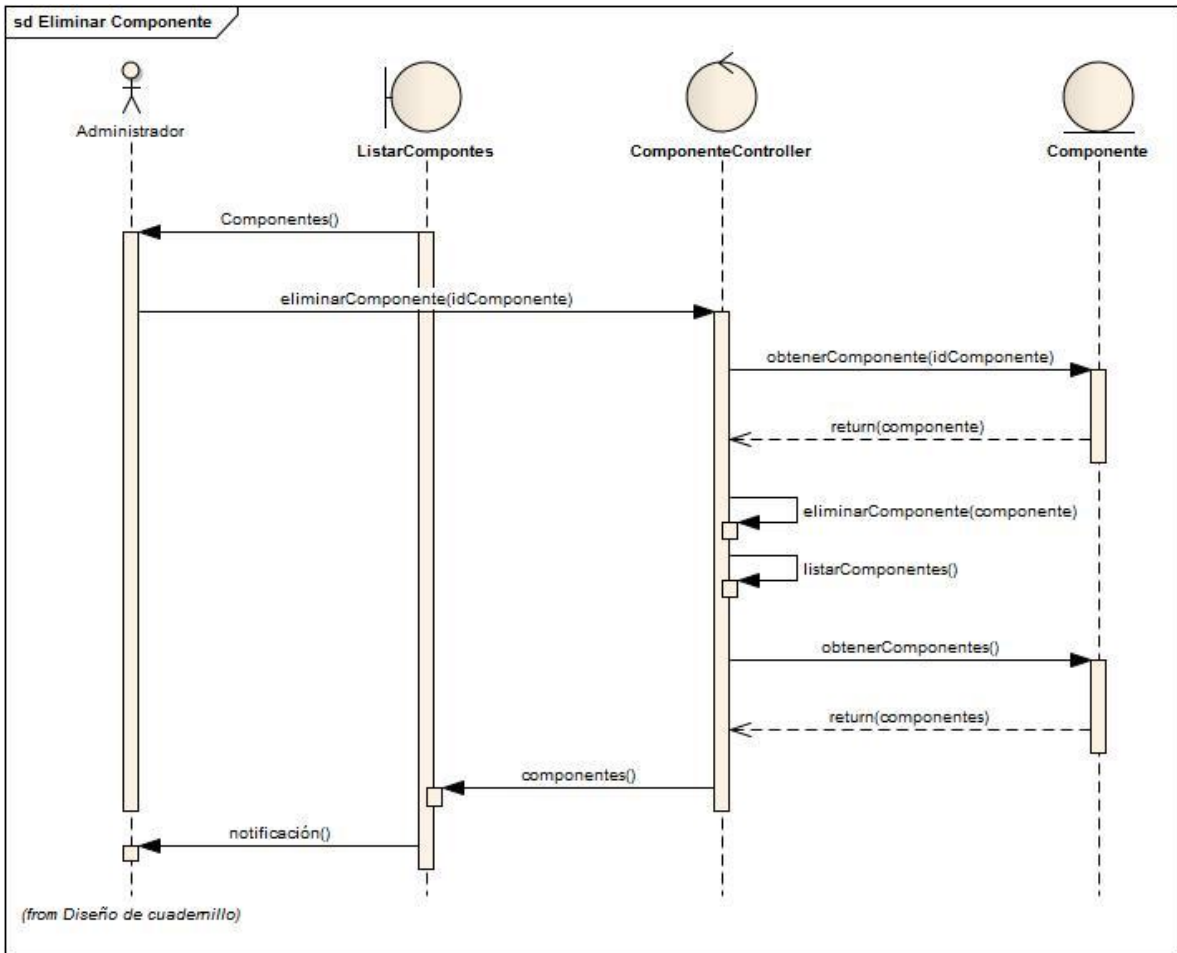 sd Eliminar Componente
Administrador
ListarCompontes
ComponenteController
Componente
Componentes()
eliminarComponente(idComponente)
obtenerComponente(idComponente)
return(componente)
eliminarComponente(componente)
listarComponentes()
obtenerComponentes()
return(componentes)
componentes()
notificación()
(from Diseño de cuadernillo)